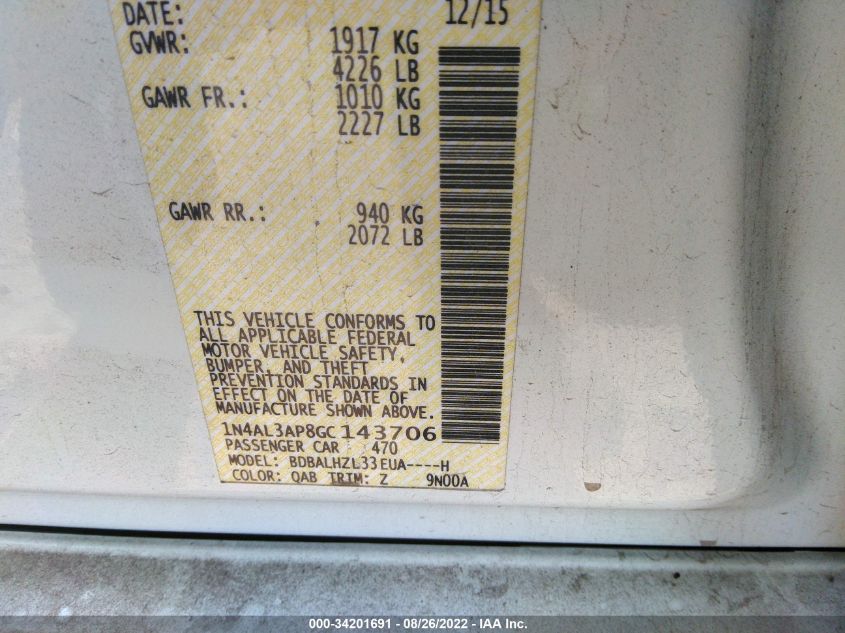 DATE: 12/15
GVWR: 1917 KG
4226 LB
GAWR FR.: 1010 KG
2227 LB
GAWR RR.: 940 KG
2072 LB
THIS VEHICLE CONFORMS TO
ALL APPLICABLE FEDERAL
MOTOR VEHICLE SAFETY,
BUMPER, AND THEFT
PREVENTION STANDARDS IN
EFFECT ON THE DATE OF
MANUFACTURE SHOWN ABOVE.
1N4AL3AP8GC143706
PASSENGER CAR 470
MODEL: BDBALHZL33EUA----H
COLOR: QAB TRIM: Z 9N00A
000-34201691 - 08/26/2022 - IAA Inc.